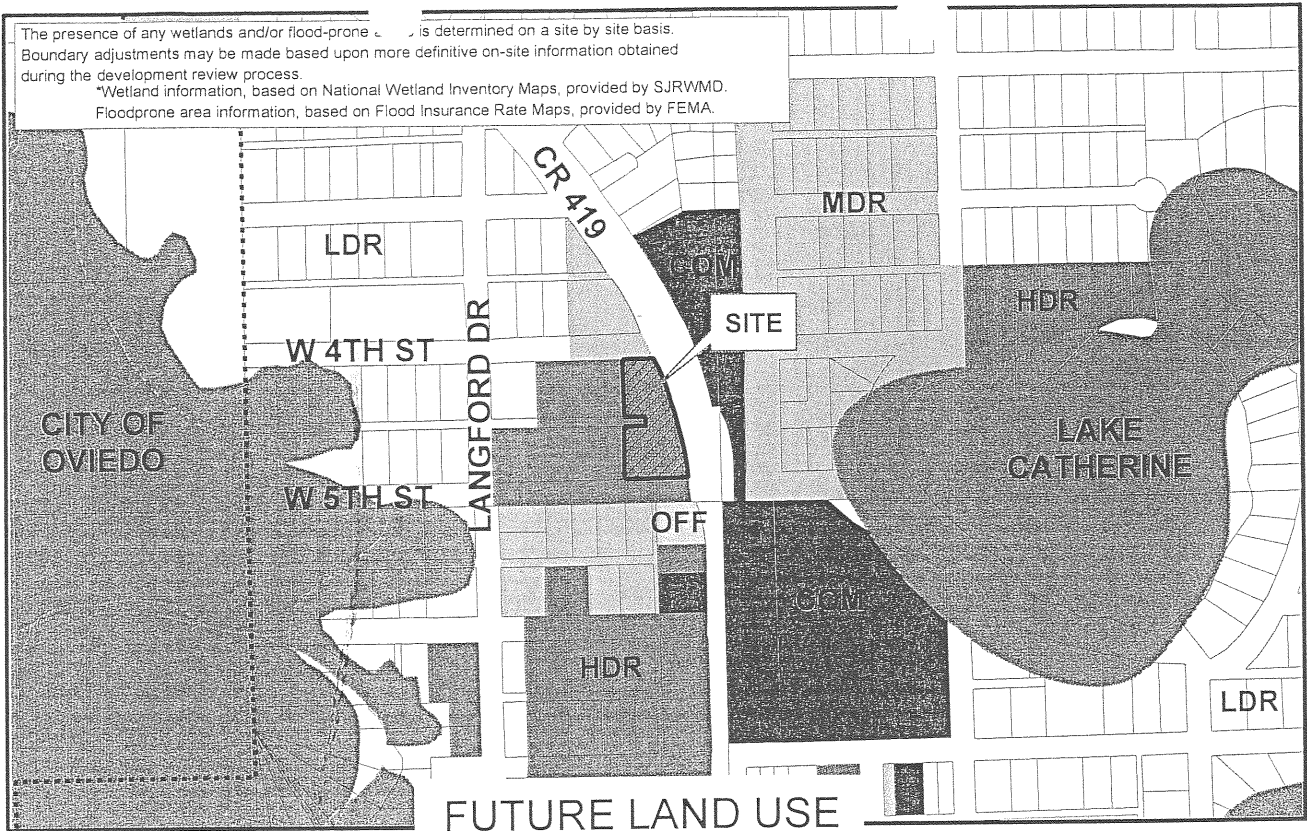 The presence of any wetlands and/or flood-prone is determined on a site by site basis.
Boundary adjustments may be made based upon more definitive on-site information obtained
during the development review process.
*Wetland information, based on National Wetland Inventory Maps, provided by SJRWMD.
Floodprone area information, based on Flood Insurance Rate Maps, provided by FEMA.
CR 419
MDR
LDR
COM
HDR
SITE
W 4TH ST
LANGFORD DR
CITY OF
OVIEDO
LAKE
CATHERINE
W 5TH ST
OFF
COM
HDR
LDR
FUTURE LAND USE